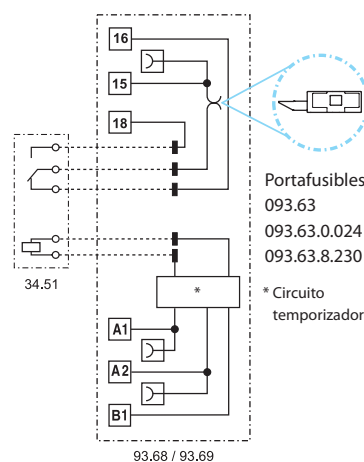 16
15
18
34.51
*
A1
A2
B1
93.68 / 93.69
Portafusibles
093.63
093.63.0.024
093.63.8.230
* Circuito
temporizador